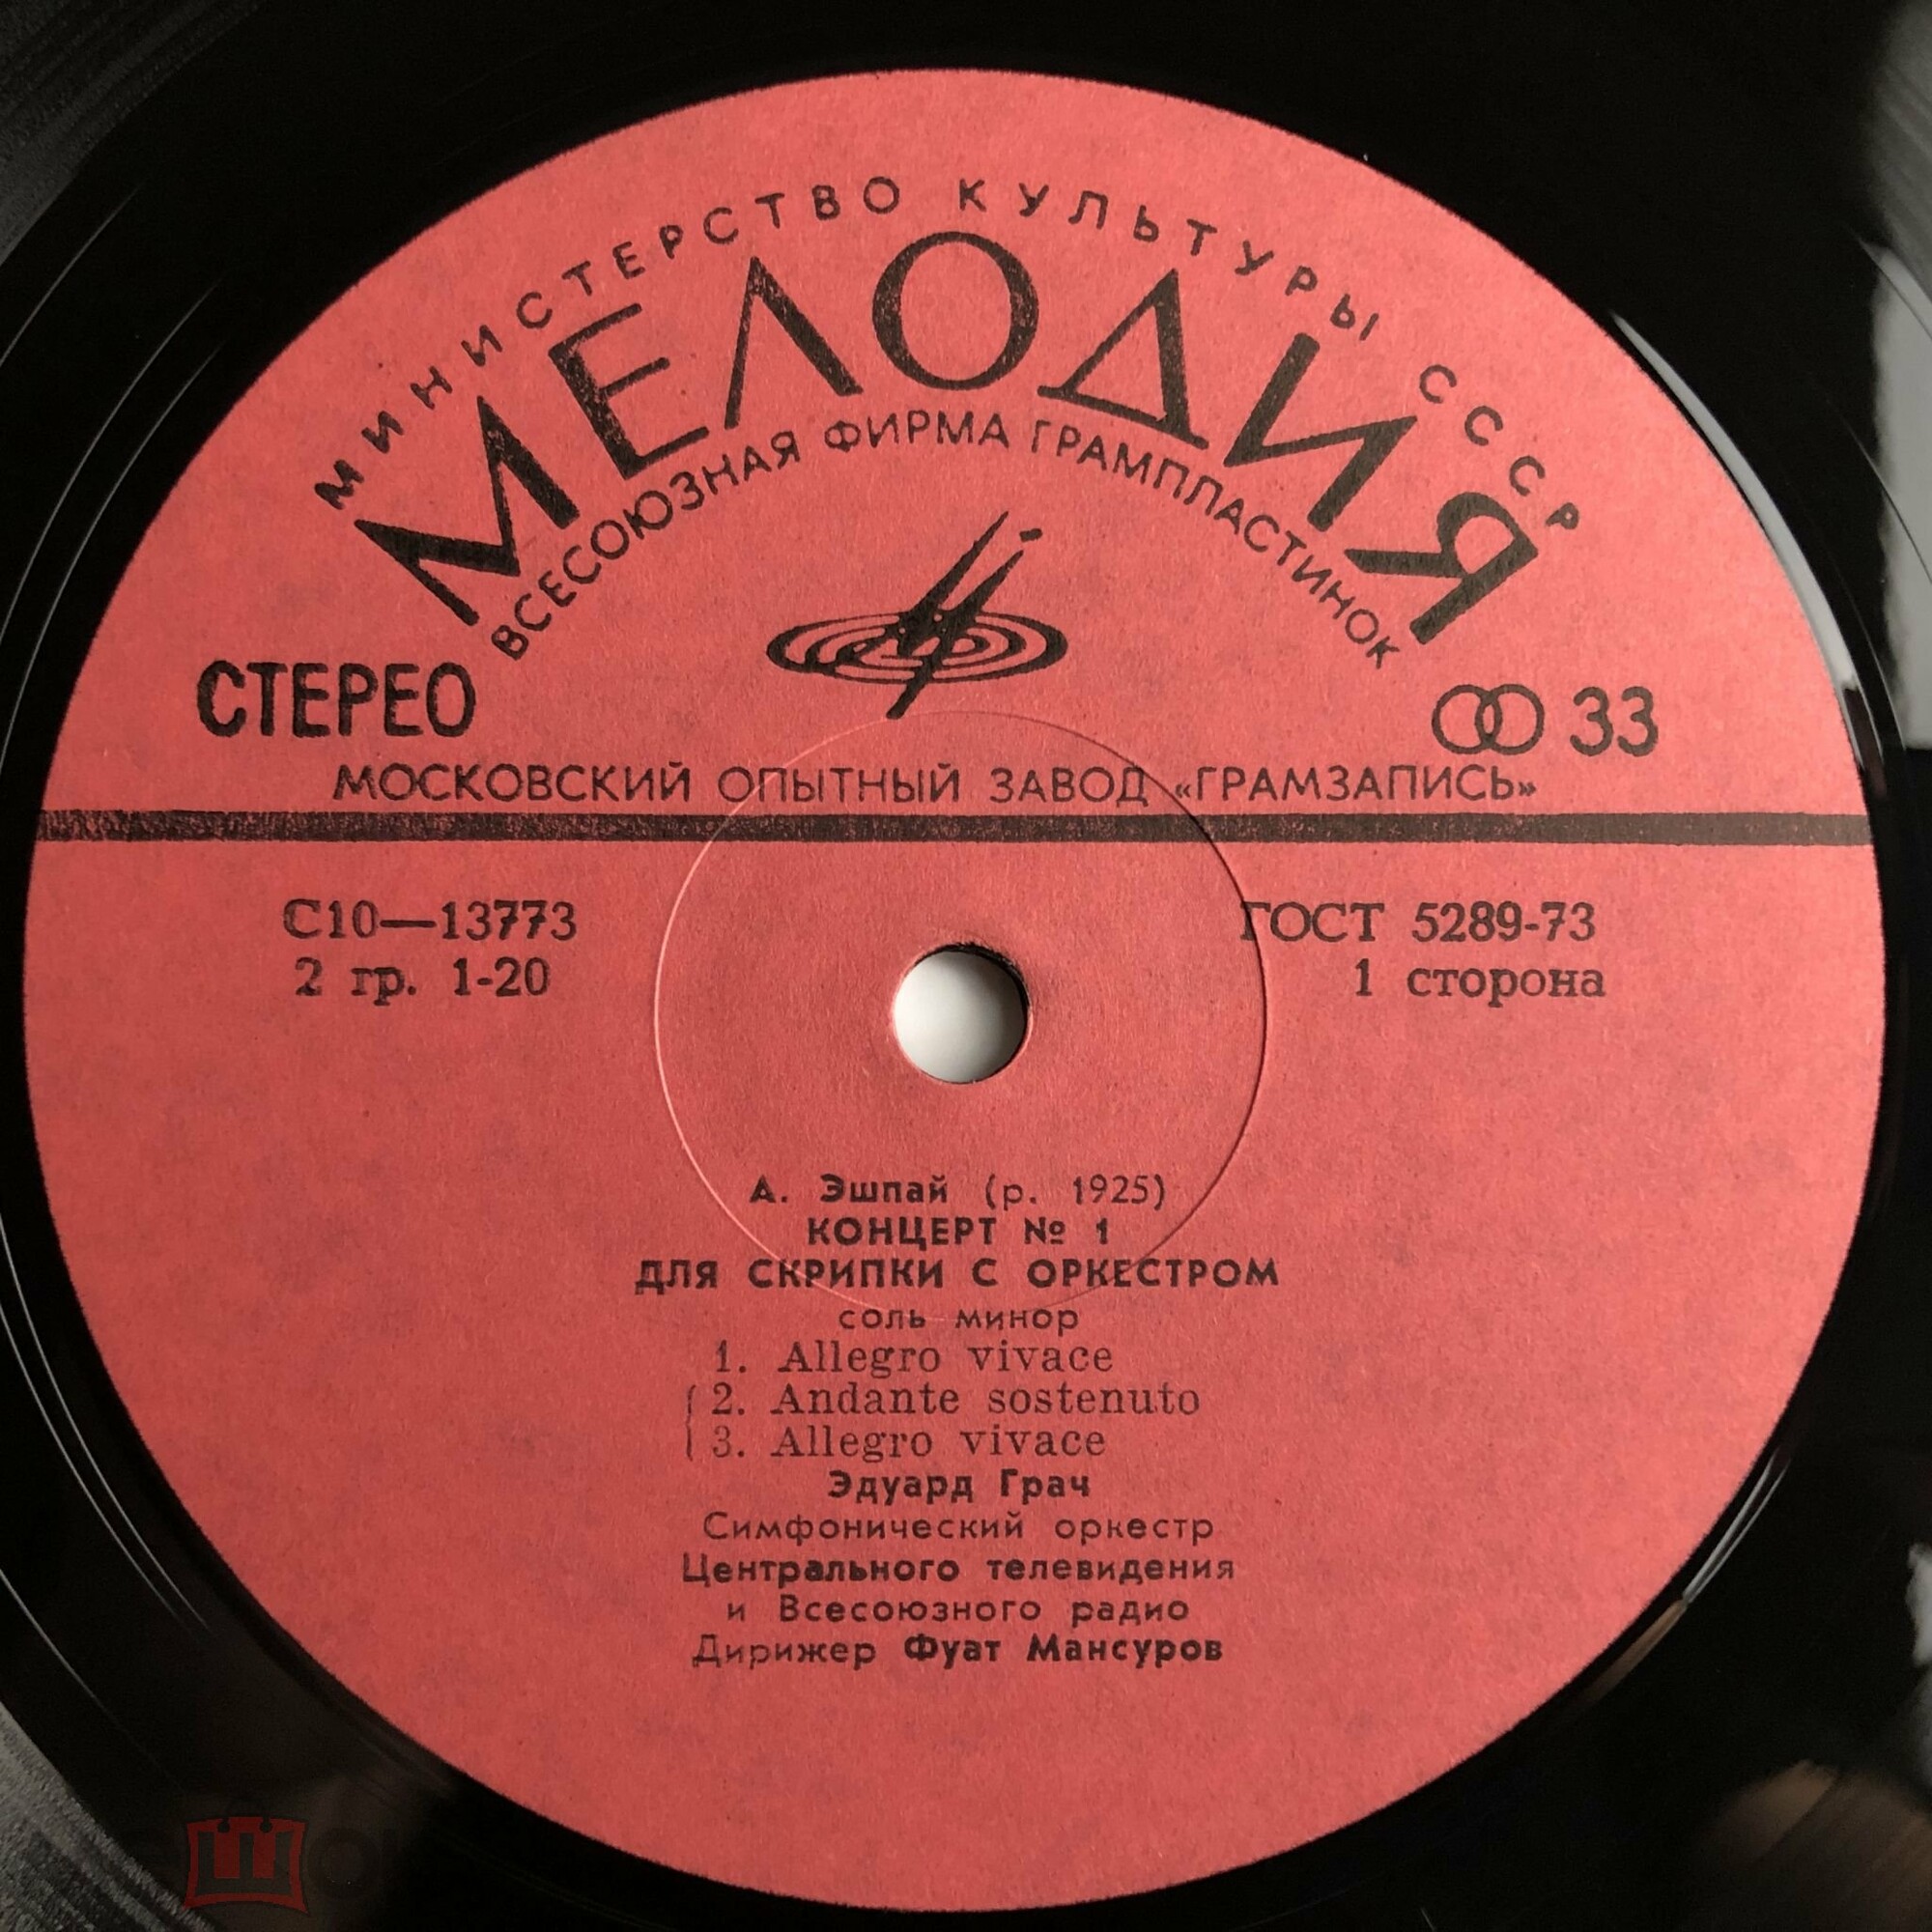 МИНИСТЕРСТВО КУЛЬТУРЫ СССР
МЕЛОДИЯ
ВСЕСОЮЗНАЯ ФИРМА ГРАМПЛАСТИНОК
СТЕРЕО
33
МОСКОВСКИЙ ОПЫТНЫЙ ЗАВОД «ГРАМЗАПИСЬ»
С10—13773
ГОСТ 5289-73
2 гр. 1-20
1 сторона
А. Эшпай (р. 1925)
КОНЦЕРТ № 1
ДЛЯ СКРИПКИ С ОРКЕСТРОМ
соль минор
1. Allegro vivace
2. Andante sostenuto
3. Allegro vivace
Эдуард Грач
Симфонический оркестр
Центрального телевидения
и Всесоюзного радио
Дирижер Фуат Мансуров